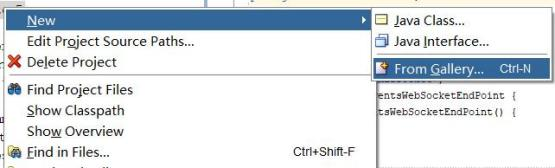 New
Edit Project Source Paths...
Delete Project
Find Project Files
Show Classpath
Show Overview
Find in Files... Ctrl+Shift-F
Java Class...
Java Interface...
From Gallery... Ctrl-N
entsWebSocketEndPoint {
tsWebSocketEndPoint() {